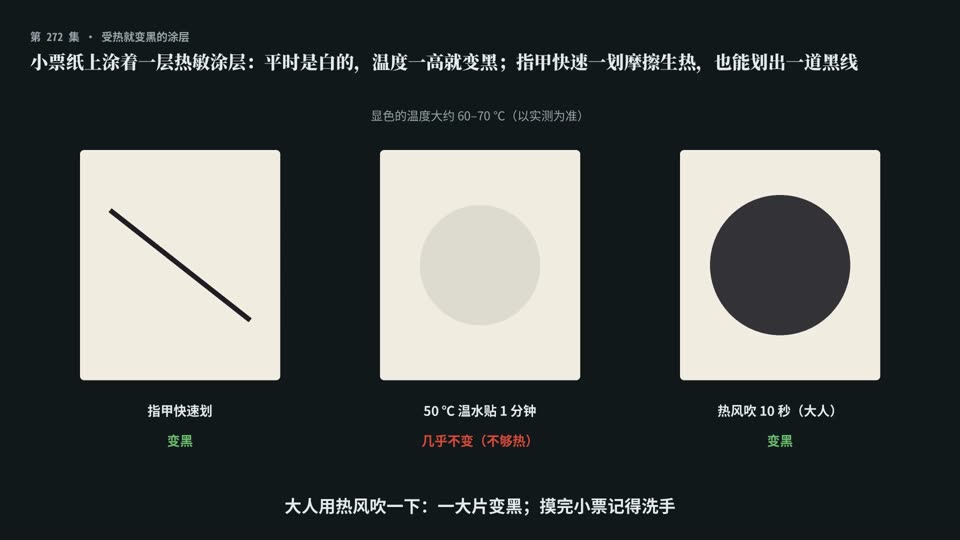 第 272 集 · 受热就变黑的涂层
小票纸上涂着一层热敏涂层：平时是白的，温度一高就变黑；指甲快速一划摩擦生热，也能划出一道黑线
显色的温度大约 60–70 ℃（以实测为准）
指甲快速划
变黑
50 ℃ 温水贴 1 分钟
几乎不变（不够热）
热风吹 10 秒（大人）
变黑
大人用热风吹一下：一大片变黑；摸完小票记得洗手